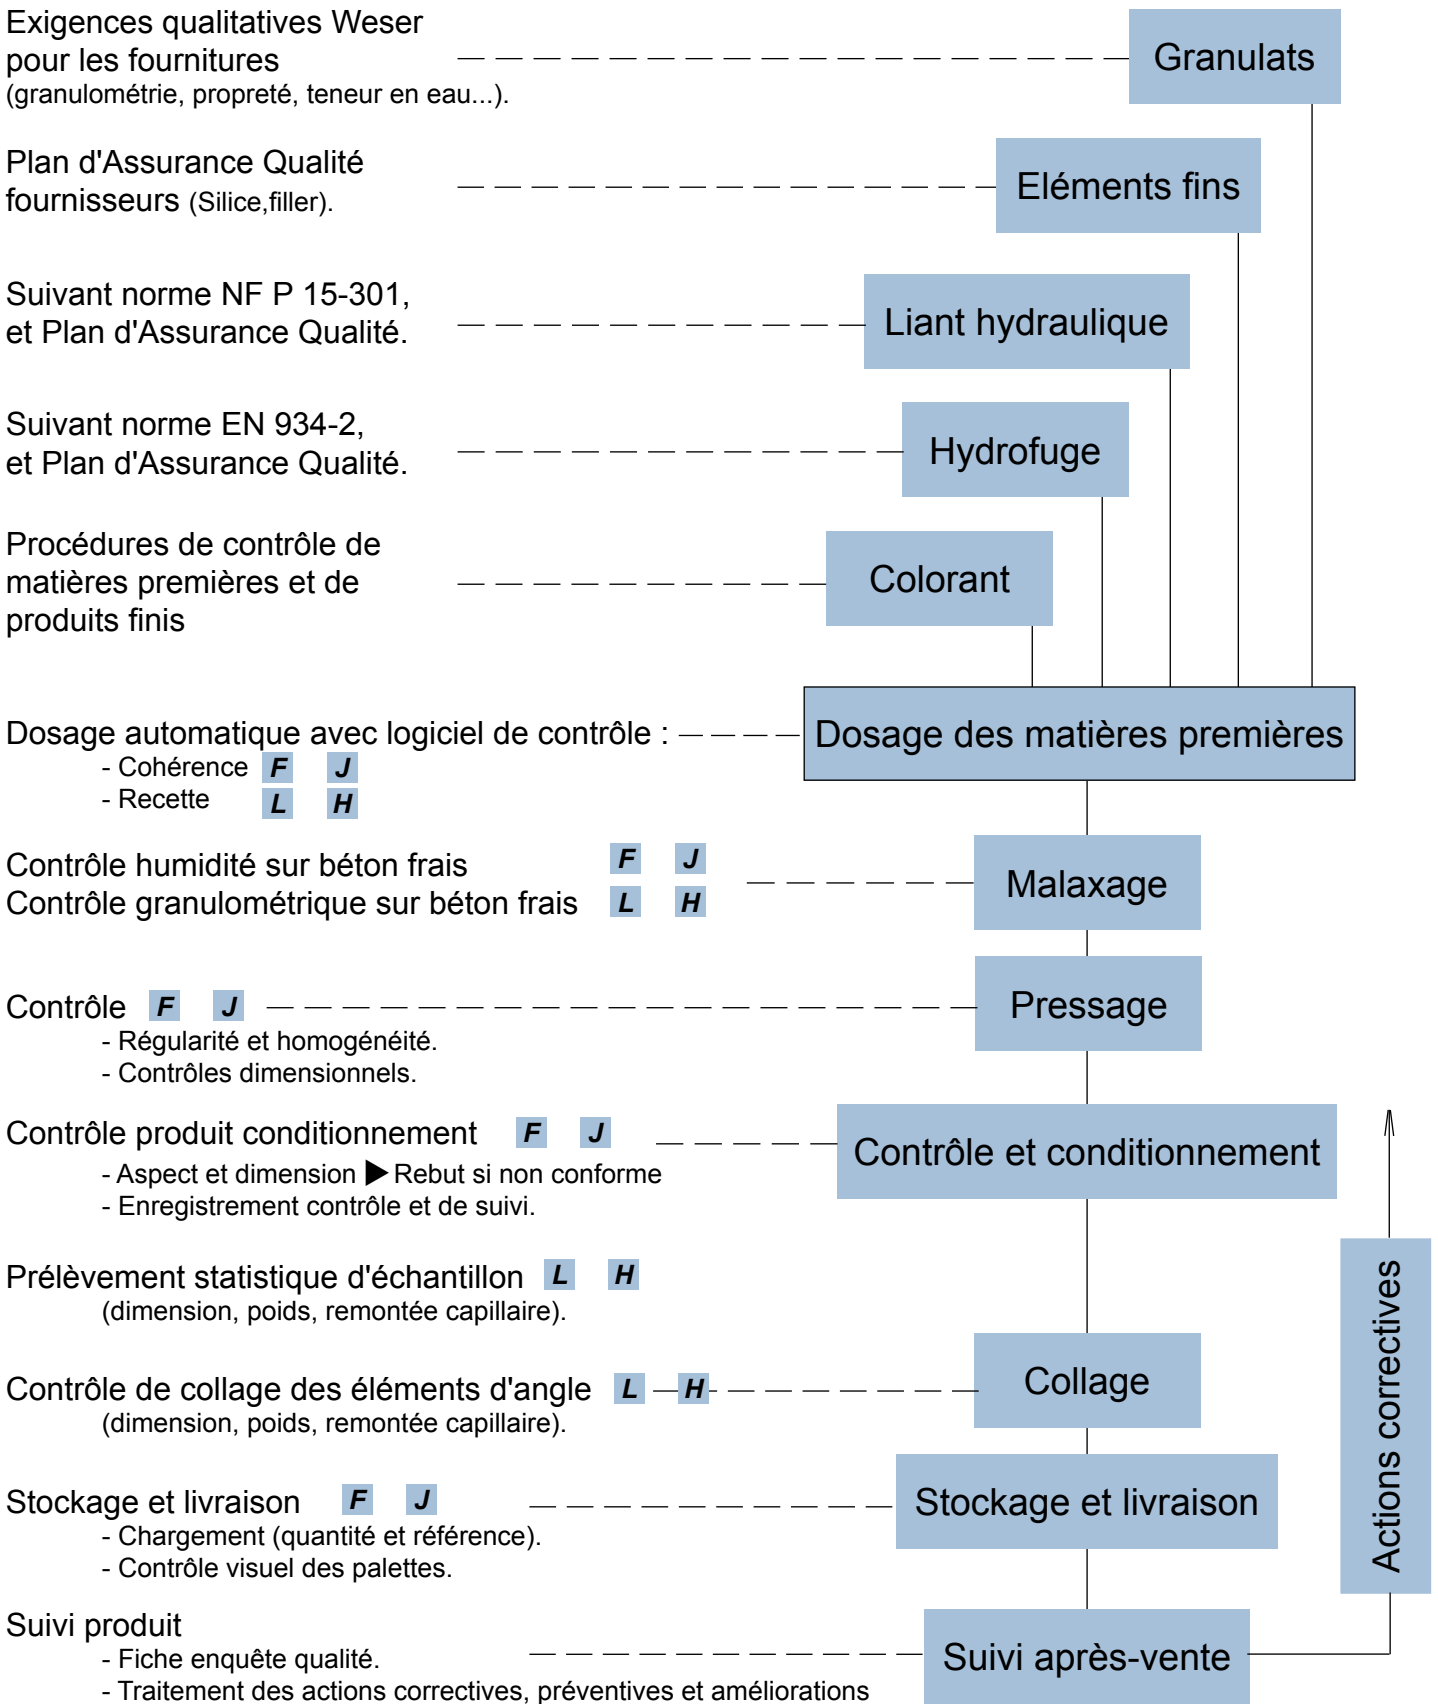 Exigences qualitatives Weser
pour les fournitures
(granulométrie, propreté, teneur en eau...).
Granulats
Plan d'Assurance Qualité
fournisseurs (Silice,filler).
Eléments fins
Suivant norme NF P 15-301,
et Plan d'Assurance Qualité.
Liant hydraulique
Suivant norme EN 934-2,
et Plan d'Assurance Qualité.
Hydrofuge
Procédures de contrôle de
matières premières et de
produits finis
Colorant
Dosage automatique avec logiciel de contrôle :
- Cohérence F J
- Recette L H
Dosage des matières premières
Contrôle humidité sur béton frais F J
Contrôle granulométrique sur béton frais L H
Malaxage
Contrôle F J
- Régularité et homogénéité.
- Contrôles dimensionnels.
Pressage
Contrôle produit conditionnement F J
- Aspect et dimension ▶ Rebut si non conforme
- Enregistrement contrôle et de suivi.
Contrôle et conditionnement
Prélèvement statistique d'échantillon L H
(dimension, poids, remontée capillaire).
Contrôle de collage des éléments d'angle L H
(dimension, poids, remontée capillaire).
Collage
Stockage et livraison F J
- Chargement (quantité et référence).
- Contrôle visuel des palettes.
Stockage et livraison
Suivi produit
- Fiche enquête qualité.
- Traitement des actions correctives, préventives et améliorations
Suivi après-vente
Actions correctives